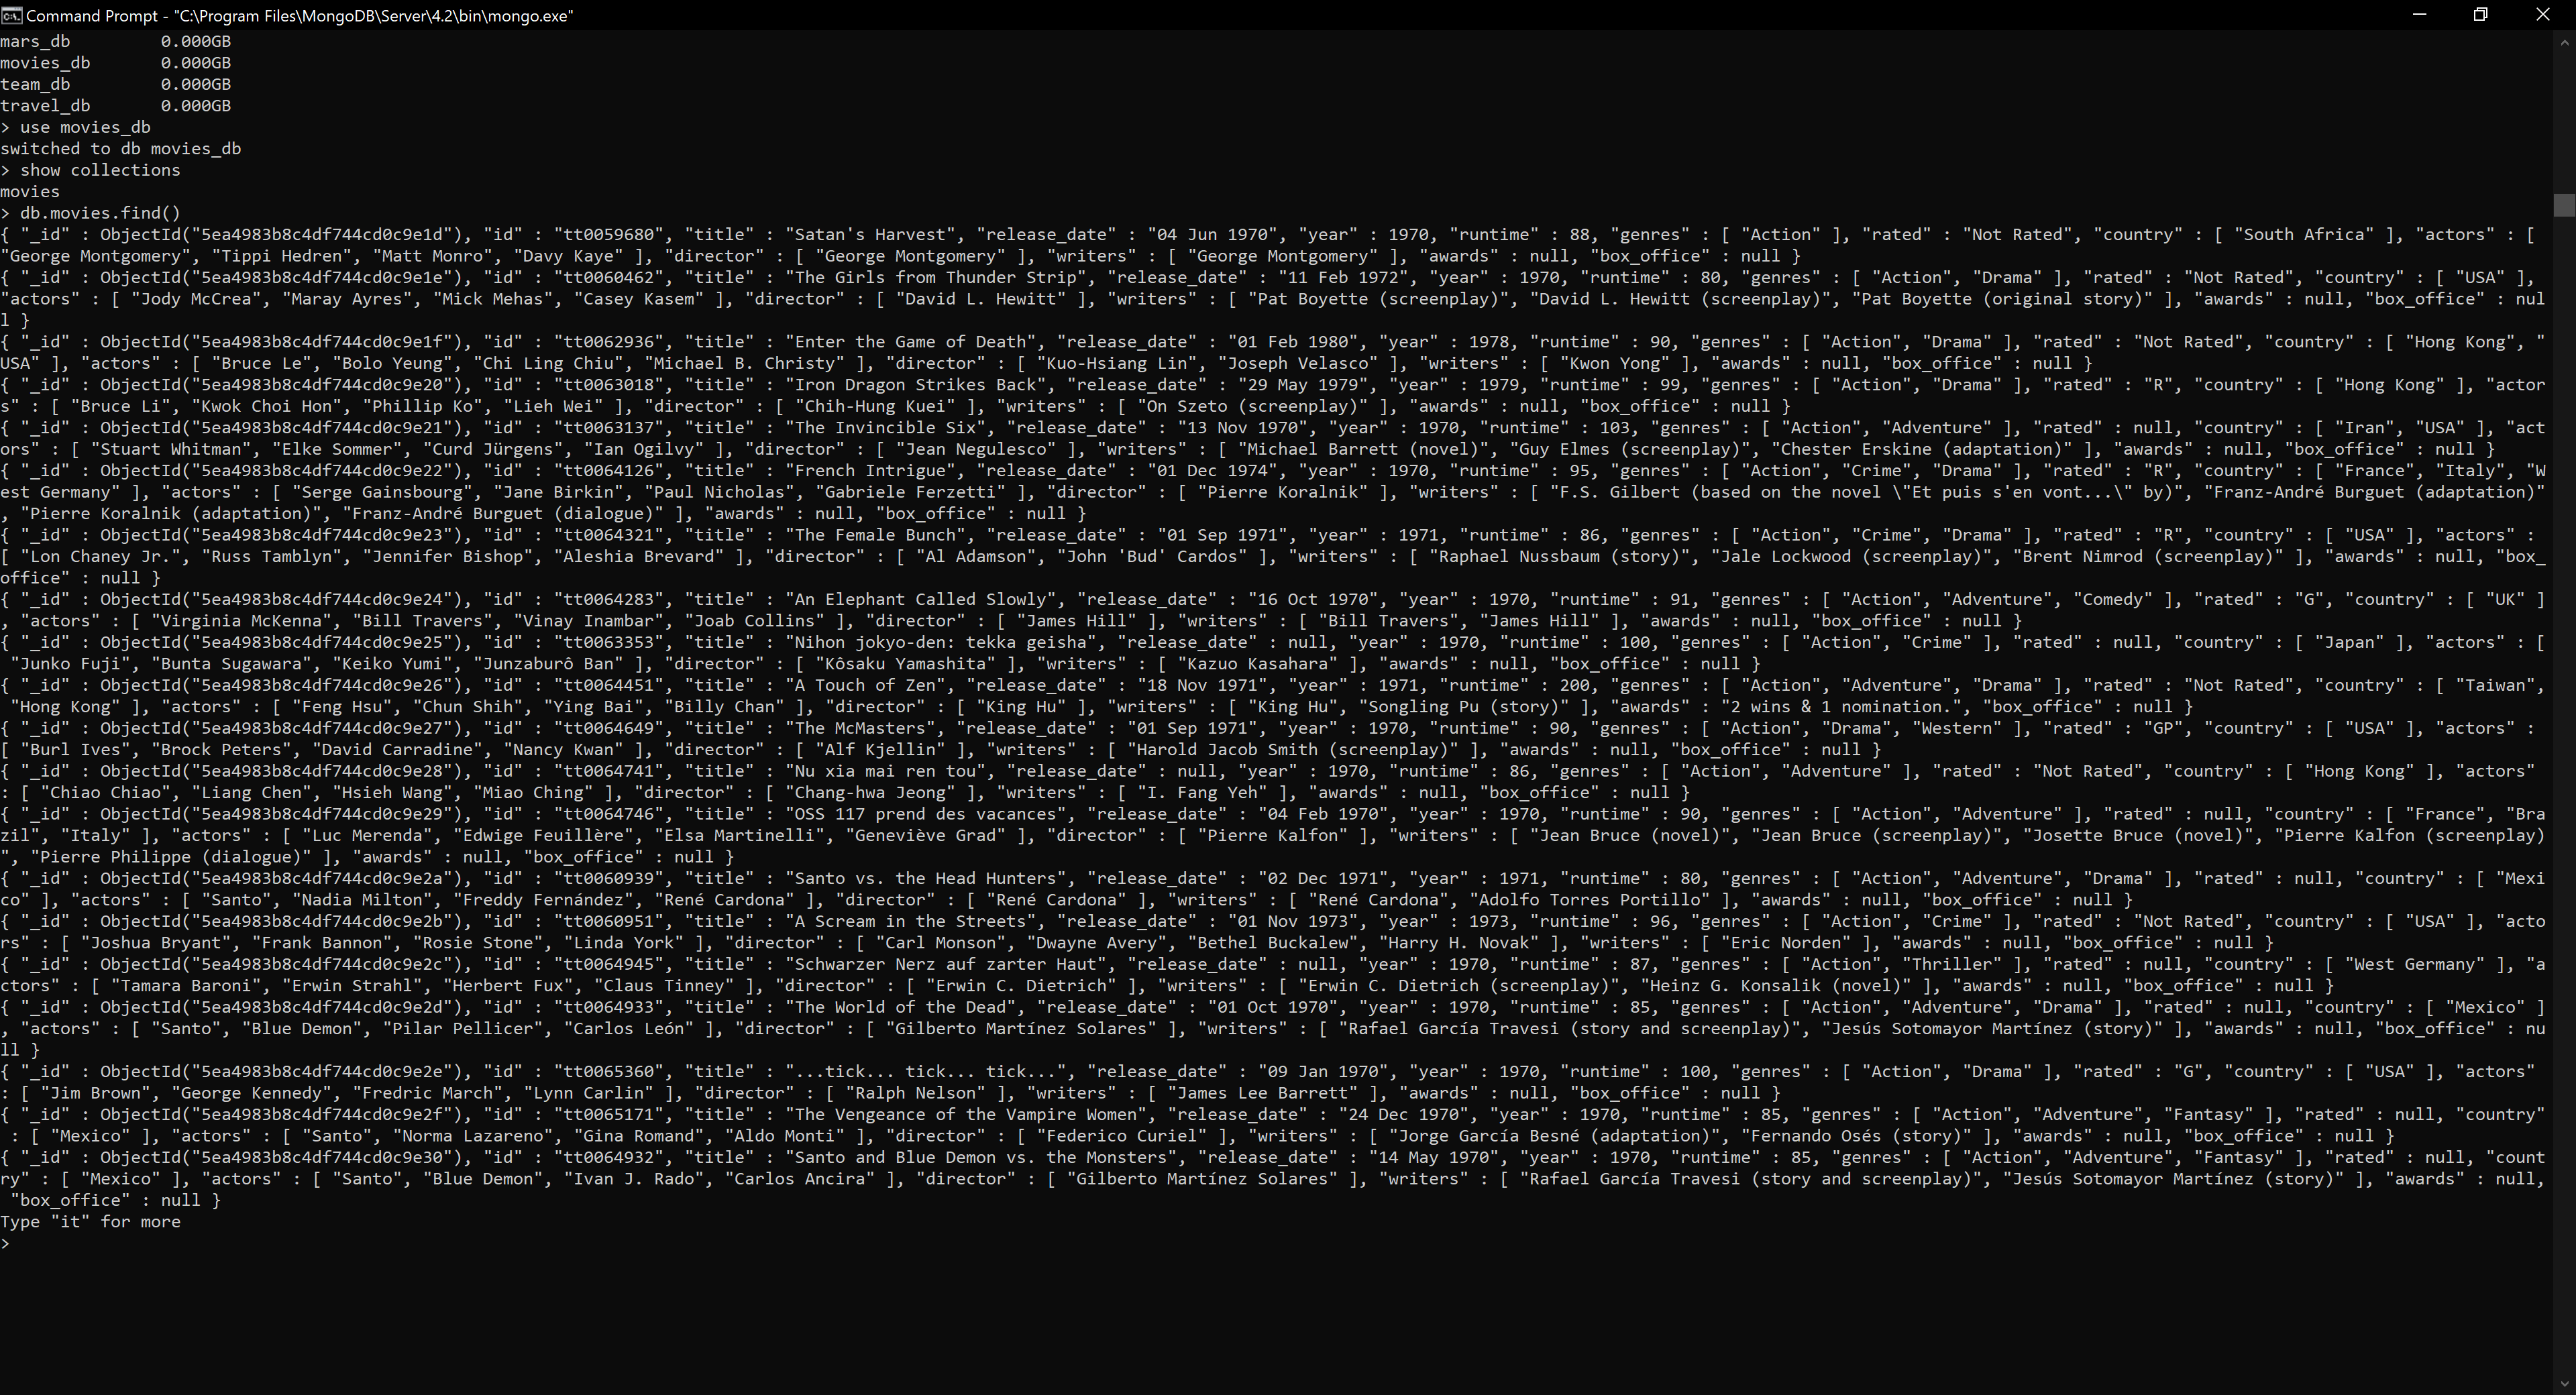 Command Prompt - "C:\Program Files\MongoDB\Server\4.2\bin\mongo.exe"
mars_db         0.000GB
movies_db       0.000GB
team_db         0.000GB
travel_db       0.000GB
> use movies_db
switched to db movies_db
> show collections
movies
> db.movies.find()
{ "_id" : ObjectId("5ea4983b8c4df744cd0c9e1d"), "id" : "tt0059680", "title" : "Satan's Harvest", "release_date" : "04 Jun 1970", "year" : 1970, "runtime" : 88, "genres" : [ "Action" ], "rated" : "Not Rated", "country" : [ "South Africa" ], "actors" : [
"George Montgomery", "Tippi Hedren", "Matt Monro", "Davy Kaye" ], "director" : [ "George Montgomery" ], "writers" : [ "George Montgomery" ], "awards" : null, "box_office" : null }
{ "_id" : ObjectId("5ea4983b8c4df744cd0c9e1e"), "id" : "tt0060462", "title" : "The Girls from Thunder Strip", "release_date" : "11 Feb 1972", "year" : 1970, "runtime" : 80, "genres" : [ "Action", "Drama" ], "rated" : "Not Rated", "country" : [ "USA" ],
"actors" : [ "Jody McCrea", "Maray Ayres", "Mick Mehas", "Casey Kasem" ], "director" : [ "David L. Hewitt" ], "writers" : [ "Pat Boyette (screenplay)", "David L. Hewitt (screenplay)", "Pat Boyette (original story)" ], "awards" : null, "box_office" : nul
l }
{ "_id" : ObjectId("5ea4983b8c4df744cd0c9e1f"), "id" : "tt0062936", "title" : "Enter the Game of Death", "release_date" : "01 Feb 1980", "year" : 1978, "runtime" : 90, "genres" : [ "Action", "Drama" ], "rated" : "Not Rated", "country" : [ "Hong Kong", "
USA" ], "actors" : [ "Bruce Le", "Bolo Yeung", "Chi Ling Chiu", "Michael B. Christy" ], "director" : [ "Kuo-Hsiang Lin", "Joseph Velasco" ], "writers" : [ "Kwon Yong" ], "awards" : null, "box_office" : null }
{ "_id" : ObjectId("5ea4983b8c4df744cd0c9e20"), "id" : "tt0063018", "title" : "Iron Dragon Strikes Back", "release_date" : "29 May 1979", "year" : 1979, "runtime" : 99, "genres" : [ "Action", "Drama" ], "rated" : "R", "country" : [ "Hong Kong" ], "actor
s" : [ "Bruce Li", "Kwok Choi Hon", "Phillip Ko", "Lieh Wei" ], "director" : [ "Chih-Hung Kuei" ], "writers" : [ "On Szeto (screenplay)" ], "awards" : null, "box_office" : null }
{ "_id" : ObjectId("5ea4983b8c4df744cd0c9e21"), "id" : "tt0063137", "title" : "The Invincible Six", "release_date" : "13 Nov 1970", "year" : 1970, "runtime" : 103, "genres" : [ "Action", "Adventure" ], "rated" : null, "country" : [ "Iran", "USA" ], "act
ors" : [ "Stuart Whitman", "Elke Sommer", "Curd Jürgens", "Ian Ogilvy" ], "director" : [ "Jean Negulesco" ], "writers" : [ "Michael Barrett (novel)", "Guy Elmes (screenplay)", "Chester Erskine (adaptation)" ], "awards" : null, "box_office" : null }
{ "_id" : ObjectId("5ea4983b8c4df744cd0c9e22"), "id" : "tt0064126", "title" : "French Intrigue", "release_date" : "01 Dec 1974", "year" : 1970, "runtime" : 95, "genres" : [ "Action", "Crime", "Drama" ], "rated" : "R", "country" : [ "France", "Italy", "W
est Germany" ], "actors" : [ "Serge Gainsbourg", "Jane Birkin", "Paul Nicholas", "Gabriele Ferzetti" ], "director" : [ "Pierre Koralnik" ], "writers" : [ "F.S. Gilbert (based on the novel \"Et puis s'en vont...\" by)", "Franz-André Burguet (adaptation)"
, "Pierre Koralnik (adaptation)", "Franz-André Burguet (dialogue)" ], "awards" : null, "box_office" : null }
{ "_id" : ObjectId("5ea4983b8c4df744cd0c9e23"), "id" : "tt0064321", "title" : "The Female Bunch", "release_date" : "01 Sep 1971", "year" : 1971, "runtime" : 86, "genres" : [ "Action", "Crime", "Drama" ], "rated" : "R", "country" : [ "USA" ], "actors" :
[ "Lon Chaney Jr.", "Russ Tamblyn", "Jennifer Bishop", "Aleshia Brevard" ], "director" : [ "Al Adamson", "John 'Bud' Cardos" ], "writers" : [ "Raphael Nussbaum (story)", "Jale Lockwood (screenplay)", "Brent Nimrod (screenplay)" ], "awards" : null, "box_
office" : null }
{ "_id" : ObjectId("5ea4983b8c4df744cd0c9e24"), "id" : "tt0064283", "title" : "An Elephant Called Slowly", "release_date" : "16 Oct 1970", "year" : 1970, "runtime" : 91, "genres" : [ "Action", "Adventure", "Comedy" ], "rated" : "G", "country" : [ "UK" ]
, "actors" : [ "Virginia McKenna", "Bill Travers", "Vinay Inambar", "Joab Collins" ], "director" : [ "James Hill" ], "writers" : [ "Bill Travers", "James Hill" ], "awards" : null, "box_office" : null }
{ "_id" : ObjectId("5ea4983b8c4df744cd0c9e25"), "id" : "tt0063353", "title" : "Nihon jokyo-den: tekka geisha", "release_date" : null, "year" : 1970, "runtime" : 100, "genres" : [ "Action", "Crime" ], "rated" : null, "country" : [ "Japan" ], "actors" : [
 "Junko Fuji", "Bunta Sugawara", "Keiko Yumi", "Junzaburô Ban" ], "director" : [ "Kôsaku Yamashita" ], "writers" : [ "Kazuo Kasahara" ], "awards" : null, "box_office" : null }
{ "_id" : ObjectId("5ea4983b8c4df744cd0c9e26"), "id" : "tt0064451", "title" : "A Touch of Zen", "release_date" : "18 Nov 1971", "year" : 1971, "runtime" : 200, "genres" : [ "Action", "Adventure", "Drama" ], "rated" : "Not Rated", "country" : [ "Taiwan",
 "Hong Kong" ], "actors" : [ "Feng Hsu", "Chun Shih", "Ying Bai", "Billy Chan" ], "director" : [ "King Hu" ], "writers" : [ "King Hu", "Songling Pu (story)" ], "awards" : "2 wins & 1 nomination.", "box_office" : null }
{ "_id" : ObjectId("5ea4983b8c4df744cd0c9e27"), "id" : "tt0064649", "title" : "The McMasters", "release_date" : "01 Sep 1971", "year" : 1970, "runtime" : 90, "genres" : [ "Action", "Drama", "Western" ], "rated" : "GP", "country" : [ "USA" ], "actors" :
[ "Burl Ives", "Brock Peters", "David Carradine", "Nancy Kwan" ], "director" : [ "Alf Kjellin" ], "writers" : [ "Harold Jacob Smith (screenplay)" ], "awards" : null, "box_office" : null }
{ "_id" : ObjectId("5ea4983b8c4df744cd0c9e28"), "id" : "tt0064741", "title" : "Nu xia mai ren tou", "release_date" : null, "year" : 1970, "runtime" : 86, "genres" : [ "Action", "Adventure" ], "rated" : "Not Rated", "country" : [ "Hong Kong" ], "actors"
: [ "Chiao Chiao", "Liang Chen", "Hsieh Wang", "Miao Ching" ], "director" : [ "Chang-hwa Jeong" ], "writers" : [ "I. Fang Yeh" ], "awards" : null, "box_office" : null }
{ "_id" : ObjectId("5ea4983b8c4df744cd0c9e29"), "id" : "tt0064746", "title" : "OSS 117 prend des vacances", "release_date" : "04 Feb 1970", "year" : 1970, "runtime" : 90, "genres" : [ "Action", "Adventure" ], "rated" : null, "country" : [ "France", "Bra
zil", "Italy" ], "actors" : [ "Luc Merenda", "Edwige Feuillère", "Elsa Martinelli", "Geneviève Grad" ], "director" : [ "Pierre Kalfon" ], "writers" : [ "Jean Bruce (novel)", "Jean Bruce (screenplay)", "Josette Bruce (novel)", "Pierre Kalfon (screenplay)
", "Pierre Philippe (dialogue)" ], "awards" : null, "box_office" : null }
{ "_id" : ObjectId("5ea4983b8c4df744cd0c9e2a"), "id" : "tt0060939", "title" : "Santo vs. the Head Hunters", "release_date" : "02 Dec 1971", "year" : 1971, "runtime" : 80, "genres" : [ "Action", "Adventure", "Drama" ], "rated" : null, "country" : [ "Mexi
co" ], "actors" : [ "Santo", "Nadia Milton", "Freddy Fernández", "René Cardona" ], "director" : [ "René Cardona" ], "writers" : [ "René Cardona", "Adolfo Torres Portillo" ], "awards" : null, "box_office" : null }
{ "_id" : ObjectId("5ea4983b8c4df744cd0c9e2b"), "id" : "tt0060951", "title" : "A Scream in the Streets", "release_date" : "01 Nov 1973", "year" : 1973, "runtime" : 96, "genres" : [ "Action", "Crime" ], "rated" : "Not Rated", "country" : [ "USA" ], "acto
rs" : [ "Joshua Bryant", "Frank Bannon", "Rosie Stone", "Linda York" ], "director" : [ "Carl Monson", "Dwayne Avery", "Bethel Buckalew", "Harry H. Novak" ], "writers" : [ "Eric Norden" ], "awards" : null, "box_office" : null }
{ "_id" : ObjectId("5ea4983b8c4df744cd0c9e2c"), "id" : "tt0064945", "title" : "Schwarzer Nerz auf zarter Haut", "release_date" : null, "year" : 1970, "runtime" : 87, "genres" : [ "Action", "Thriller" ], "rated" : null, "country" : [ "West Germany" ], "a
ctors" : [ "Tamara Baroni", "Erwin Strahl", "Herbert Fux", "Claus Tinney" ], "director" : [ "Erwin C. Dietrich" ], "writers" : [ "Erwin C. Dietrich (screenplay)", "Heinz G. Konsalik (novel)" ], "awards" : null, "box_office" : null }
{ "_id" : ObjectId("5ea4983b8c4df744cd0c9e2d"), "id" : "tt0064933", "title" : "The World of the Dead", "release_date" : "01 Oct 1970", "year" : 1970, "runtime" : 85, "genres" : [ "Action", "Adventure", "Drama" ], "rated" : null, "country" : [ "Mexico" ]
, "actors" : [ "Santo", "Blue Demon", "Pilar Pellicer", "Carlos León" ], "director" : [ "Gilberto Martínez Solares" ], "writers" : [ "Rafael García Travesi (story and screenplay)", "Jesús Sotomayor Martínez (story)" ], "awards" : null, "box_office" : nu
ll }
{ "_id" : ObjectId("5ea4983b8c4df744cd0c9e2e"), "id" : "tt0065360", "title" : "...tick... tick... tick...", "release_date" : "09 Jan 1970", "year" : 1970, "runtime" : 100, "genres" : [ "Action", "Drama" ], "rated" : "G", "country" : [ "USA" ], "actors"
: [ "Jim Brown", "George Kennedy", "Fredric March", "Lynn Carlin" ], "director" : [ "Ralph Nelson" ], "writers" : [ "James Lee Barrett" ], "awards" : null, "box_office" : null }
{ "_id" : ObjectId("5ea4983b8c4df744cd0c9e2f"), "id" : "tt0065171", "title" : "The Vengeance of the Vampire Women", "release_date" : "24 Dec 1970", "year" : 1970, "runtime" : 85, "genres" : [ "Action", "Adventure", "Fantasy" ], "rated" : null, "country"
 : [ "Mexico" ], "actors" : [ "Santo", "Norma Lazareno", "Gina Romand", "Aldo Monti" ], "director" : [ "Federico Curiel" ], "writers" : [ "Jorge García Besné (adaptation)", "Fernando Osés (story)" ], "awards" : null, "box_office" : null }
{ "_id" : ObjectId("5ea4983b8c4df744cd0c9e30"), "id" : "tt0064932", "title" : "Santo and Blue Demon vs. the Monsters", "release_date" : "14 May 1970", "year" : 1970, "runtime" : 85, "genres" : [ "Action", "Adventure", "Fantasy" ], "rated" : null, "count
ry" : [ "Mexico" ], "actors" : [ "Santo", "Blue Demon", "Ivan J. Rado", "Carlos Ancira" ], "director" : [ "Gilberto Martínez Solares" ], "writers" : [ "Rafael García Travesi (story and screenplay)", "Jesús Sotomayor Martínez (story)" ], "awards" : null,
 "box_office" : null }
Type "it" for more
>